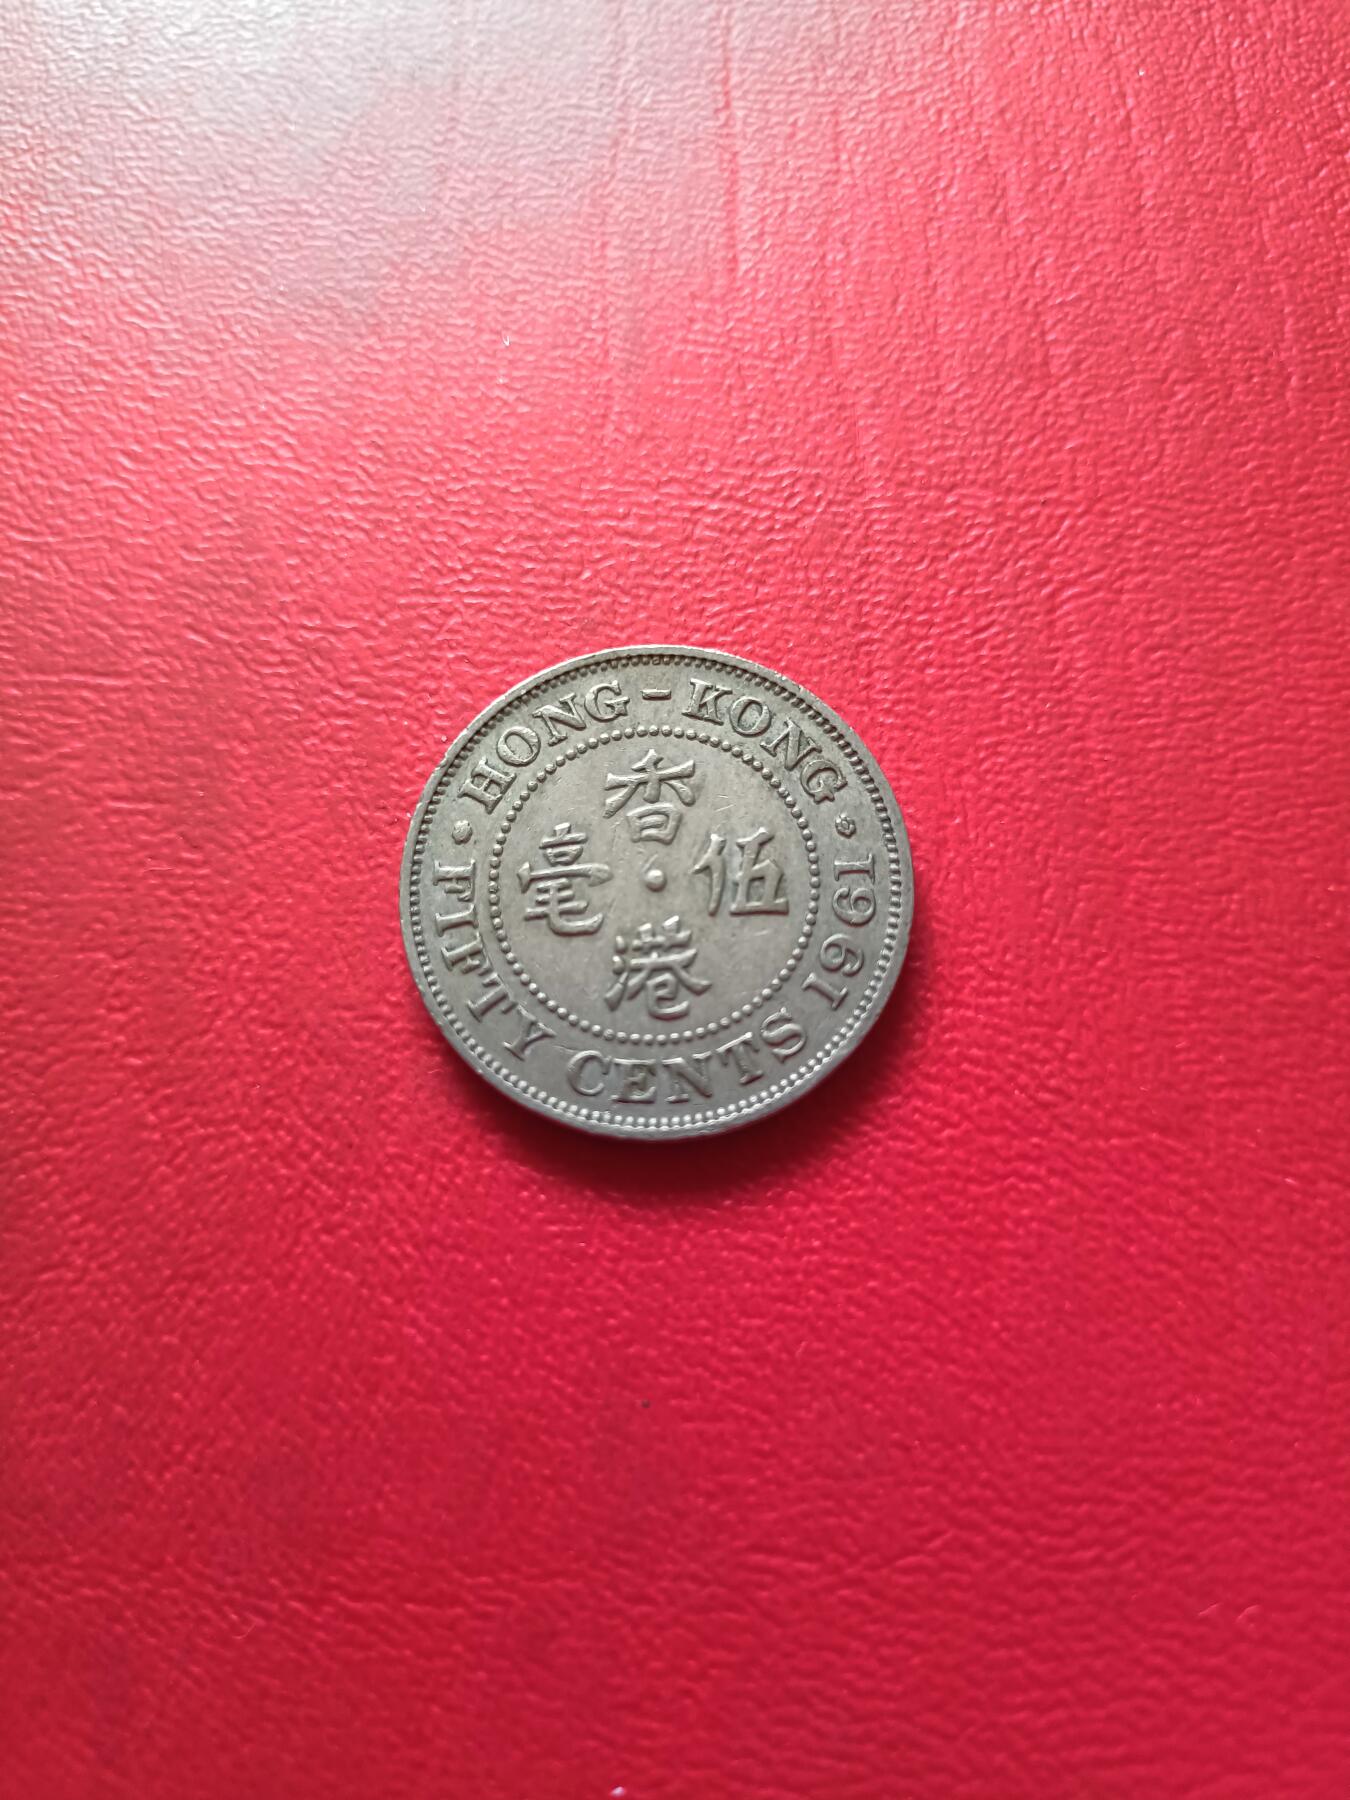 HONG-KONG
香港
伍毫
FIFTY CENTS 1961